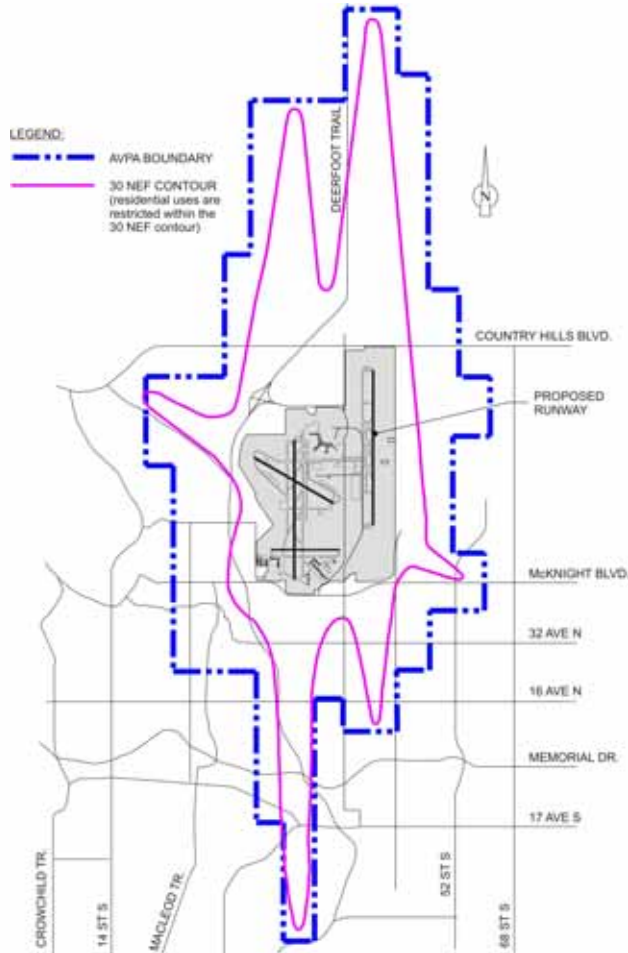 LEGEND:
AVPA BOUNDARY
30 NEF CONTOUR
(residential uses are
restricted within the
30 NEF contour)
DEERFOOT TRAIL
N
COUNTRY HILLS BLVD.
PROPOSED
RUNWAY
McKNIGHT BLVD.
32 AVE N
16 AVE N
MEMORIAL DR.
17 AVE S
CROWCHILD TR.
14 ST S
MACLEOD TR.
52 ST S
68 ST S